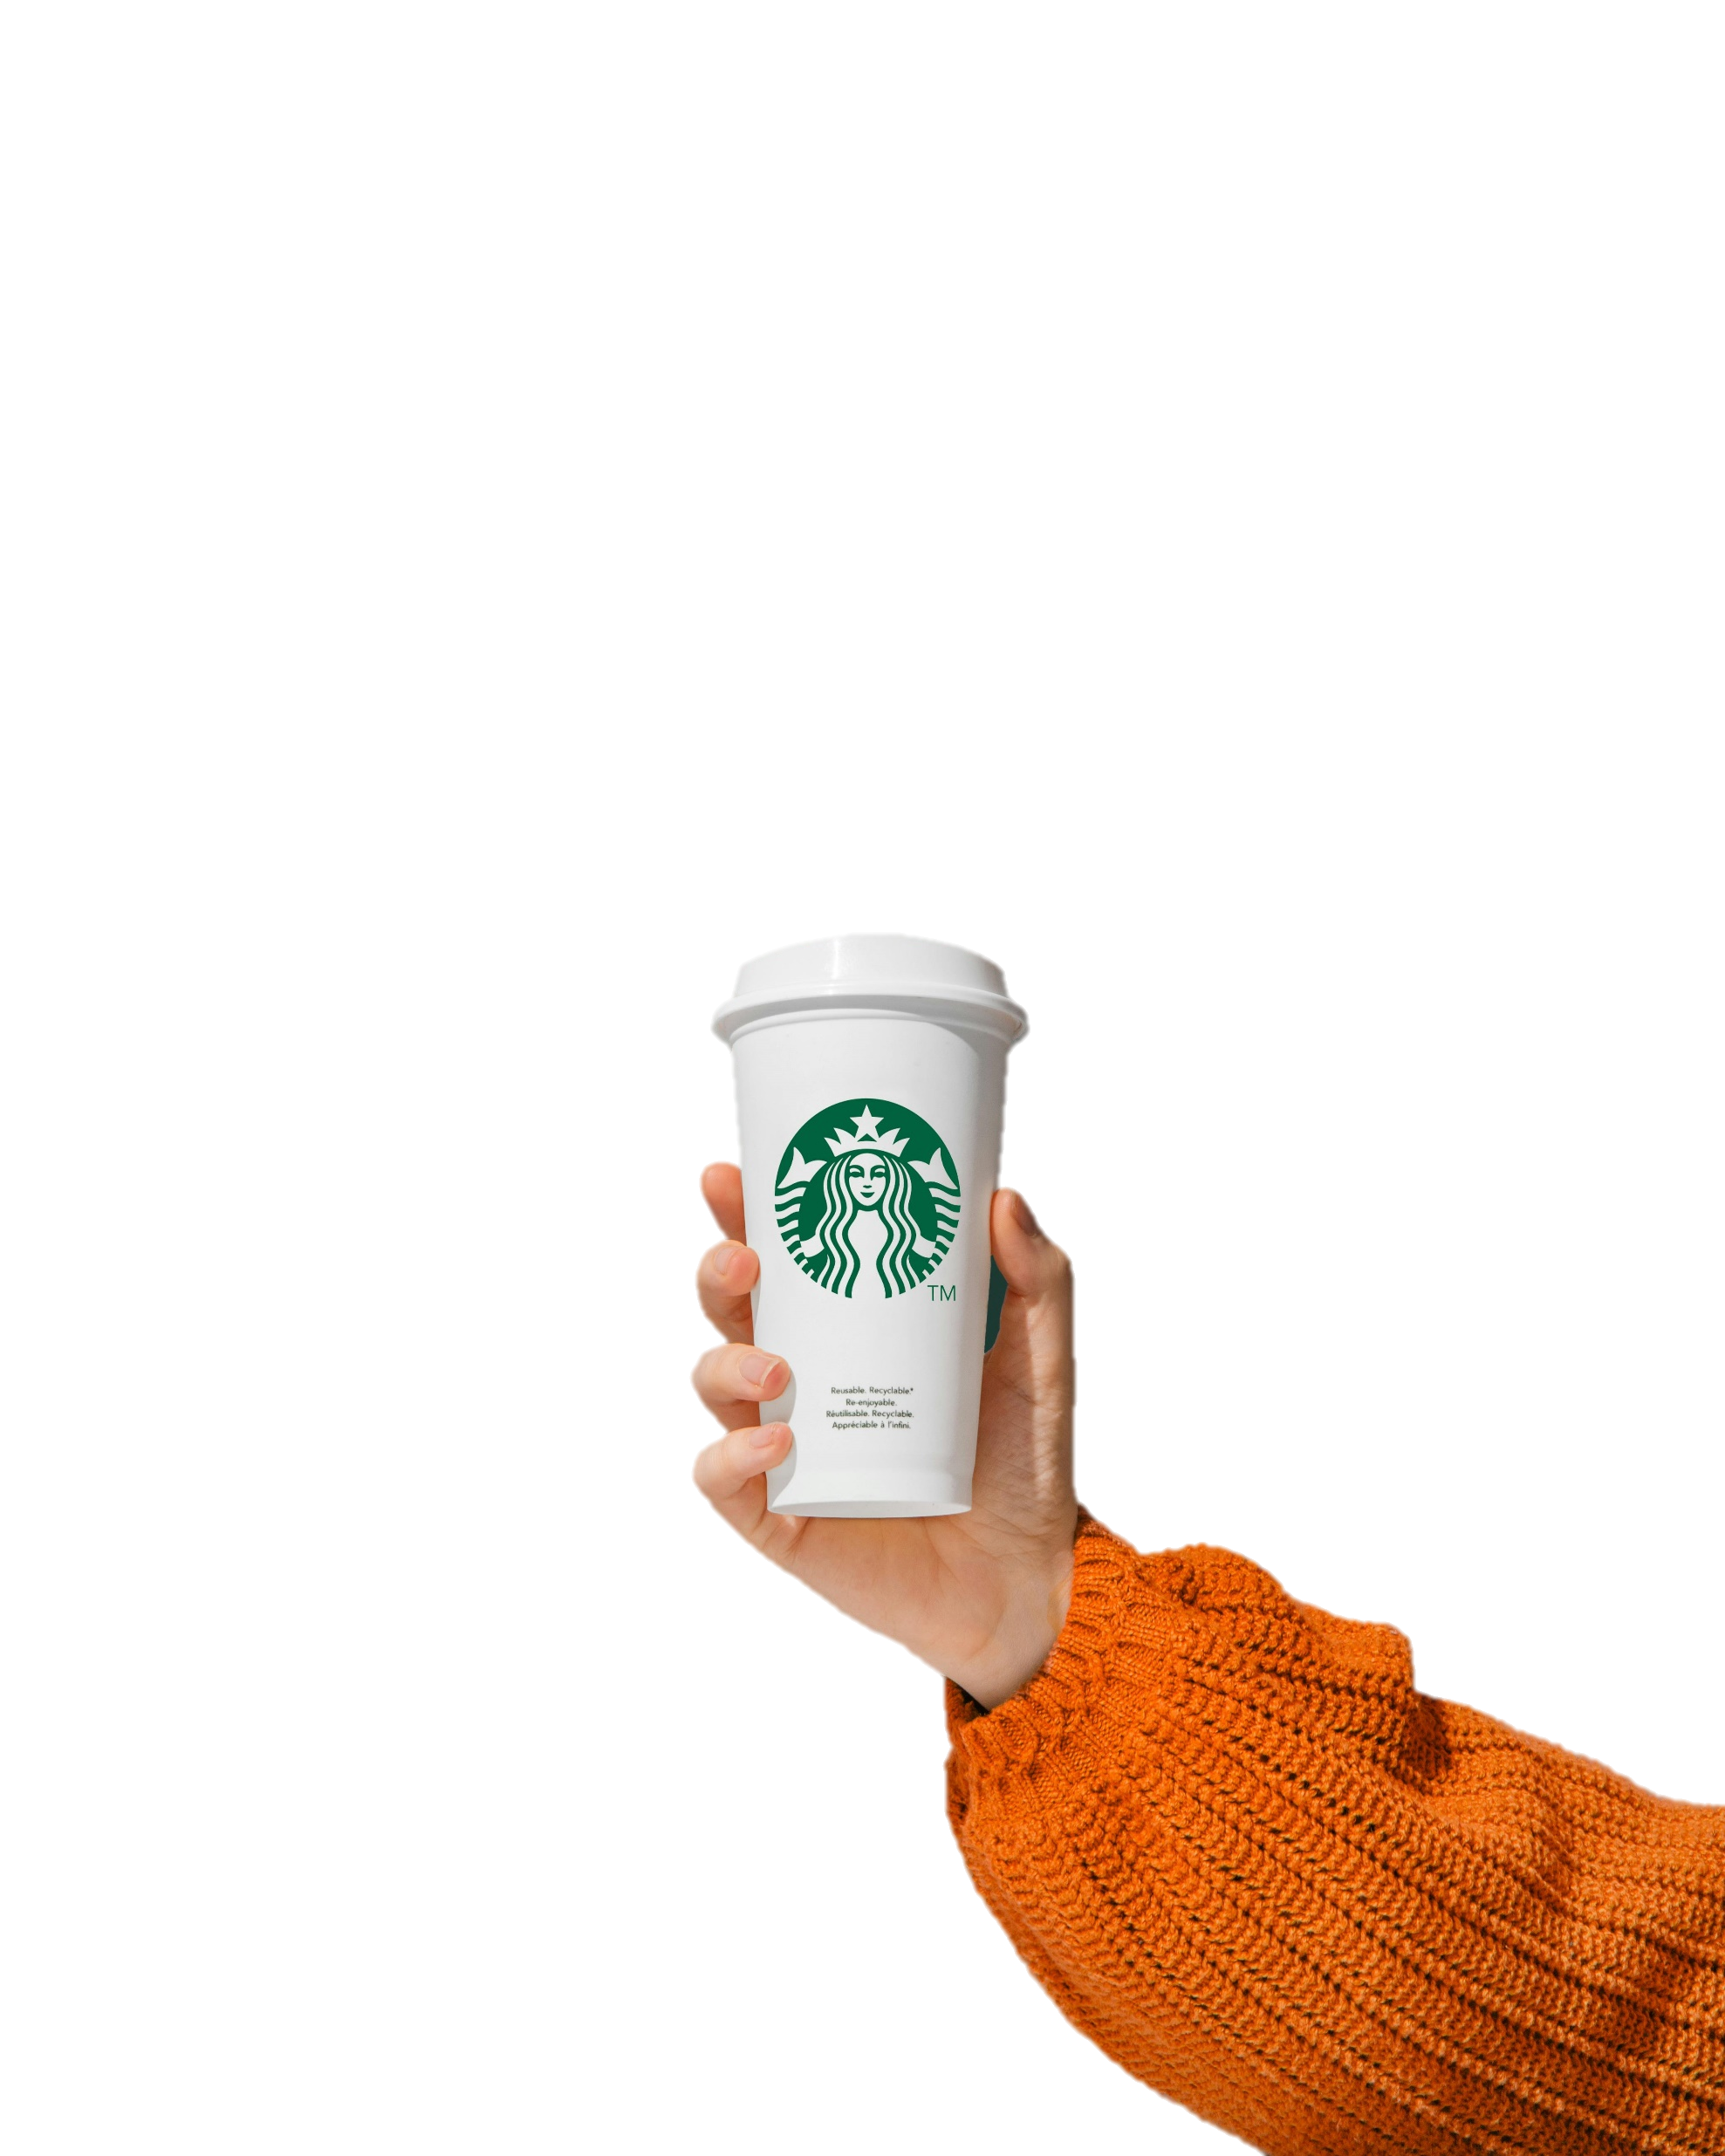 TM
Reusable. Recyclable.*
Re-enjoyable.
Réutilisable. Recyclable.
Appréciable à l'infini.